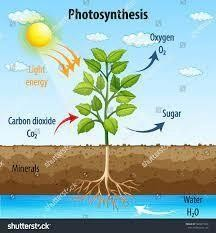 Photosynthesis
Oxygen
O₂
Light
energy
Sugar
Carbon dioxide
Co₂
Minerals
Water
H₂O
shutterstock